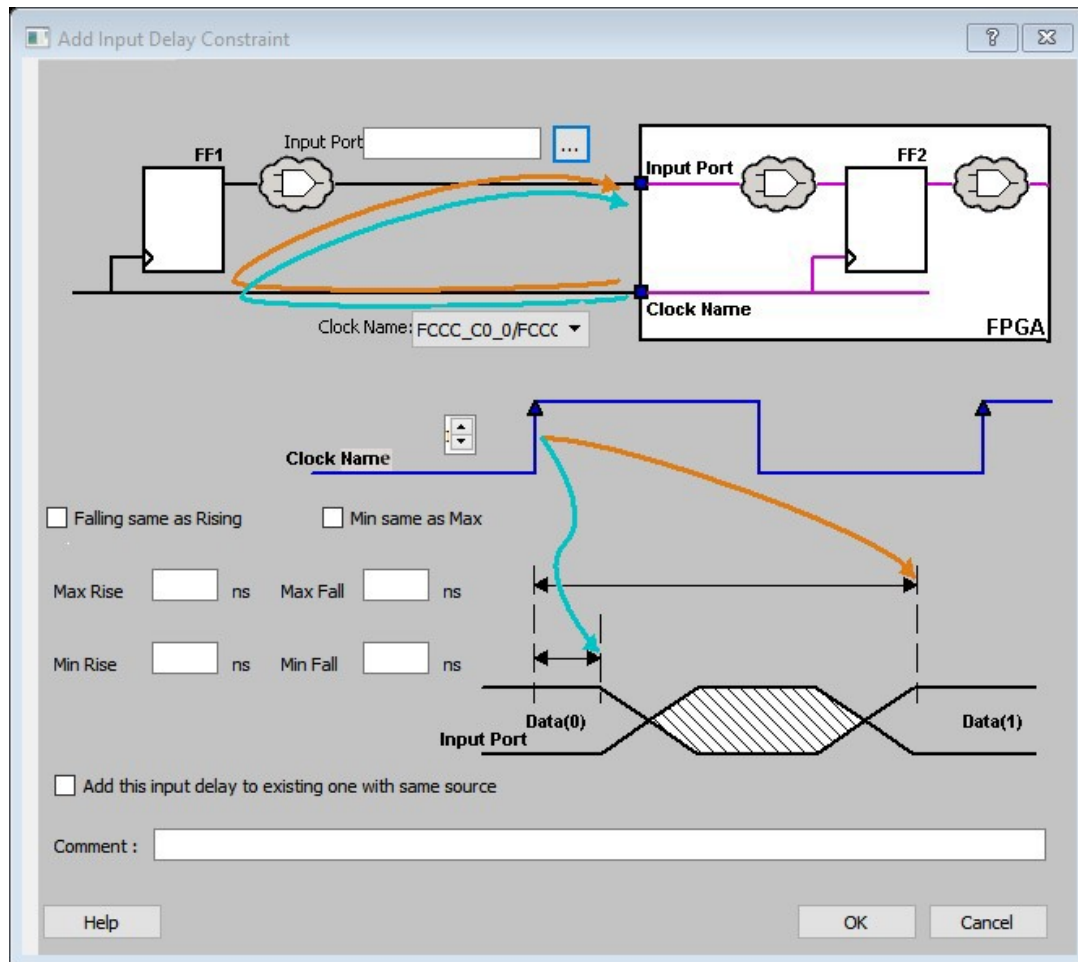 Add Input Delay Constraint
Input Port
...
FF1
Input Port
FF2
Clock Name
Clock Name:
FCCC_C0_0/FCCC
FPGA
Clock Name
Falling same as Rising
Min same as Max
Max Rise ns Max Fall ns
Min Rise ns Min Fall ns
Data(0)
Data(1)
Input Port
Add this input delay to existing one with same source
Comment :
Help
OK
Cancel